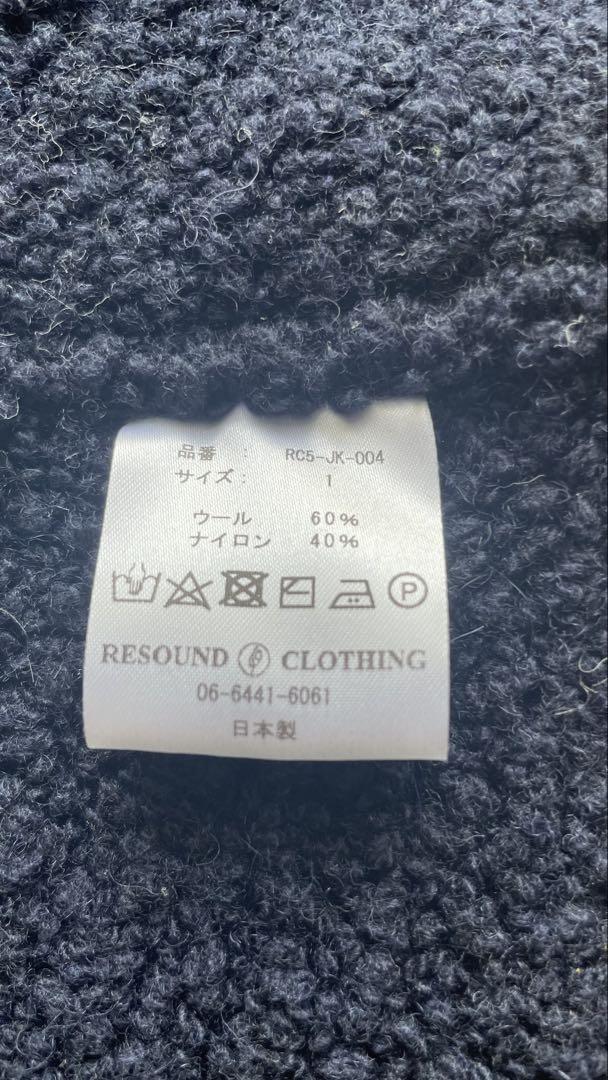 品番 : RC5-JK-004
サイズ: 1
ウール 60%
ナイロン 40%
P
RESOUND CLOTHING
06-6441-6061
日本製